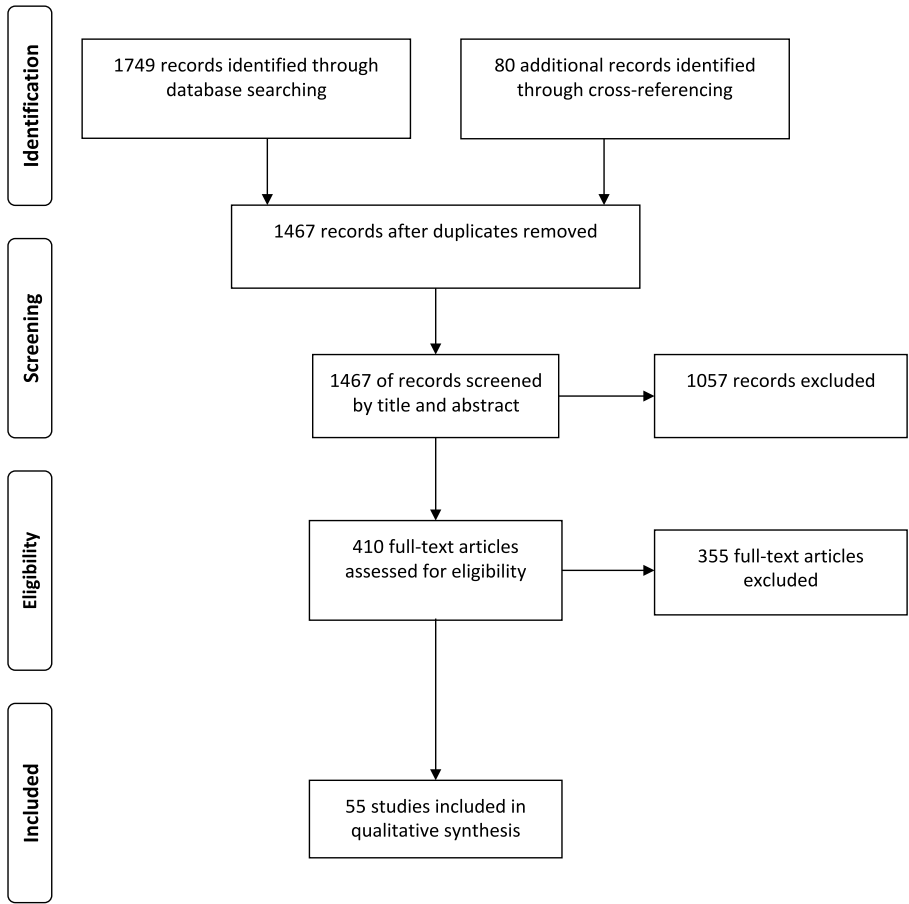 Identification
1749 records identified through
database searching
80 additional records identified
through cross-referencing
1467 records after duplicates removed
Screening
1467 of records screened
by title and abstract
1057 records excluded
Eligibility
410 full-text articles
assessed for eligibility
355 full-text articles
excluded
Included
55 studies included in
qualitative synthesis